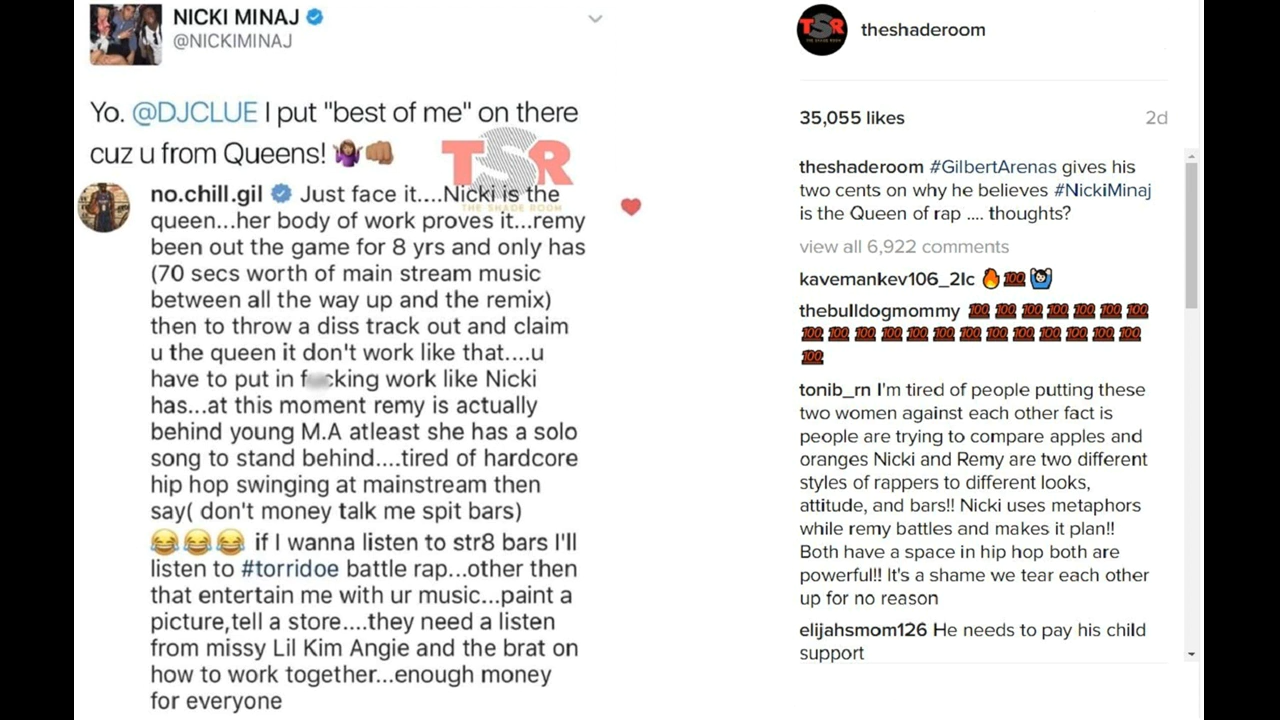 NICKI MINAJ
@NICKIMINAJ
Yo. @DJCLUE I put "best of me" on there
cuz u from Queens! 🤷🏽‍♀️👊🏽
TSR
THE SHADE ROOM
no.chill.gil Just face it....Nicki is the
queen...her body of work proves it...remy
been out the game for 8 yrs and only has
(70 secs worth of main stream music
between all the way up and the remix)
then to throw a diss track out and claim
u the queen it don't work like that....u
have to put in f cking work like Nicki
has...at this moment remy is actually
behind young M.A atleast she has a solo
song to stand behind....tired of hardcore
hip hop swinging at mainstream then
say( don't money talk me spit bars)
😂😂😂 if I wanna listen to str8 bars I'll
listen to #torridoe battle rap...other then
that entertain me with ur music...paint a
picture,tell a store....they need a listen
from missy Lil Kim Angie and the brat on
how to work together...enough money
for everyone
TSR
theshaderoom
35,055 likes
2d
theshaderoom #GilbertArenas gives his
two cents on why he believes #NickiMinaj
is the Queen of rap .... thoughts?
view all 6,922 comments
kavemankev106_2lc 🔥💯🙆
thebulldogmommy 💯💯💯💯💯💯💯
💯💯💯💯💯💯💯💯💯💯💯💯💯
💯
tonib_rn I'm tired of people putting these
two women against each other fact is
people are trying to compare apples and
oranges Nicki and Remy are two different
styles of rappers to different looks,
attitude, and bars!! Nicki uses metaphors
while remy battles and makes it plan!!
Both have a space in hip hop both are
powerful!! It's a shame we tear each other
up for no reason
elijahsmom126 He needs to pay his child
support